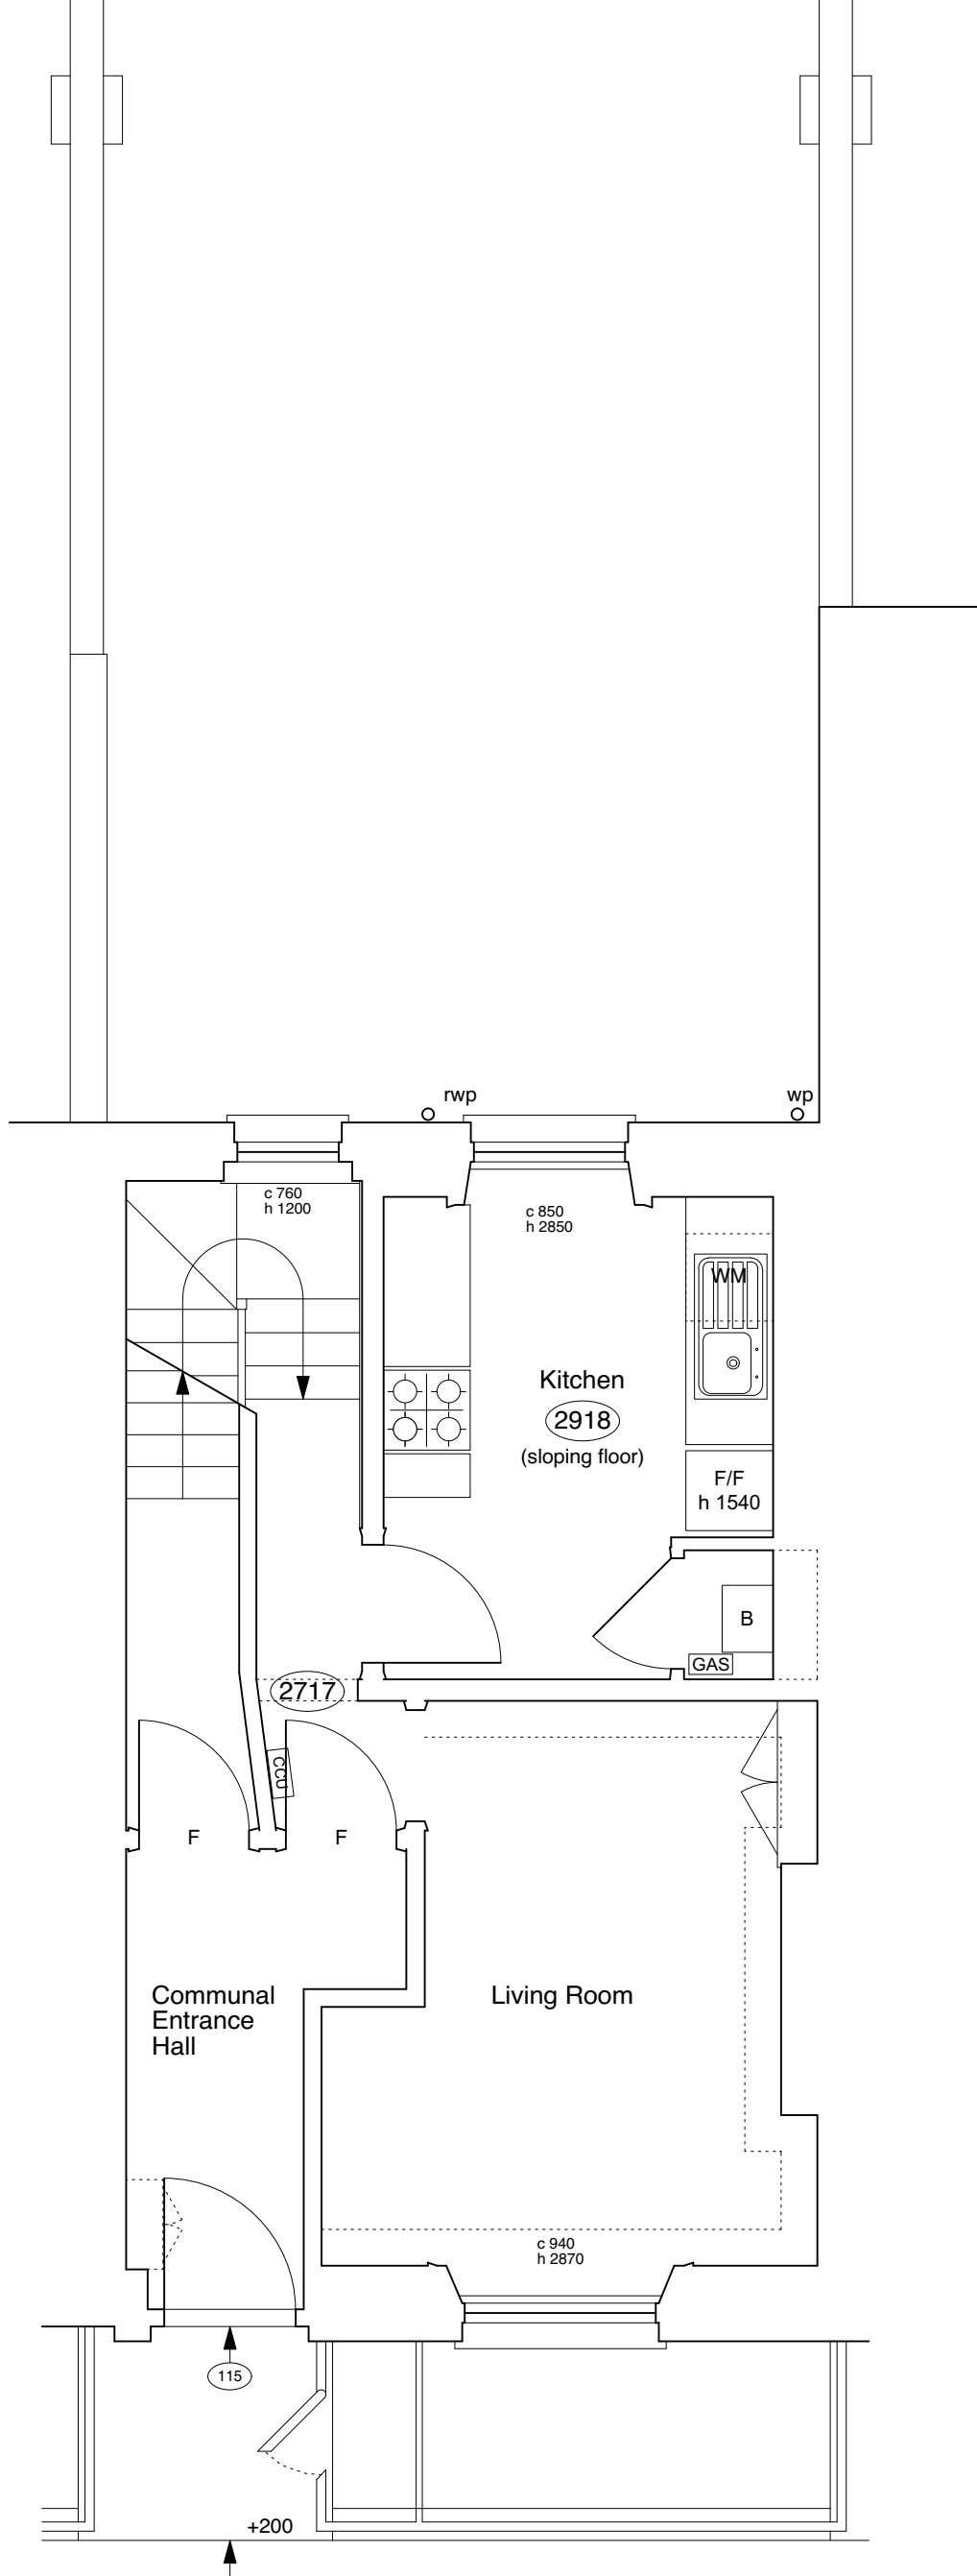 rwp
wp
c 760
h 1200
c 850
h 2850
WM
Kitchen
2918
(sloping floor)
F/F
h 1540
B
GAS
2717
CCU
F
F
Communal
Entrance
Hall
Living Room
c 940
h 2870
115
+200